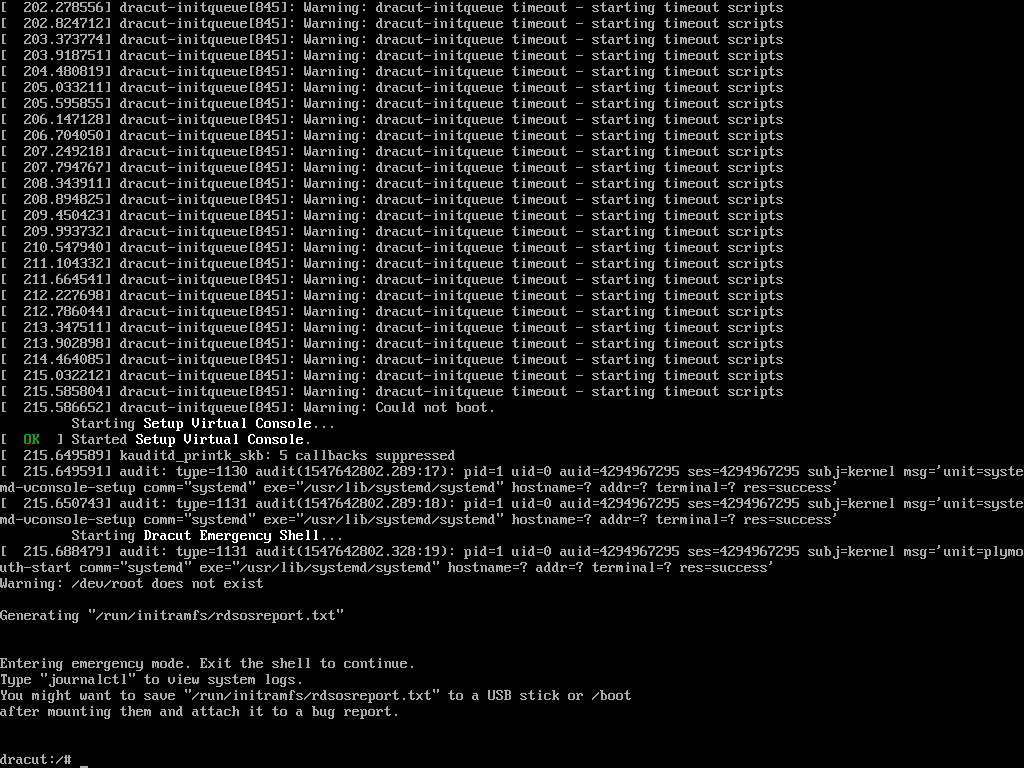 [  202.278556] dracut-initqueue[845]: Warning: dracut-initqueue timeout - starting timeout scripts
[  202.824712] dracut-initqueue[845]: Warning: dracut-initqueue timeout - starting timeout scripts
[  203.373774] dracut-initqueue[845]: Warning: dracut-initqueue timeout - starting timeout scripts
[  203.918751] dracut-initqueue[845]: Warning: dracut-initqueue timeout - starting timeout scripts
[  204.480819] dracut-initqueue[845]: Warning: dracut-initqueue timeout - starting timeout scripts
[  205.033211] dracut-initqueue[845]: Warning: dracut-initqueue timeout - starting timeout scripts
[  205.595855] dracut-initqueue[845]: Warning: dracut-initqueue timeout - starting timeout scripts
[  206.147128] dracut-initqueue[845]: Warning: dracut-initqueue timeout - starting timeout scripts
[  206.704050] dracut-initqueue[845]: Warning: dracut-initqueue timeout - starting timeout scripts
[  207.249218] dracut-initqueue[845]: Warning: dracut-initqueue timeout - starting timeout scripts
[  207.794767] dracut-initqueue[845]: Warning: dracut-initqueue timeout - starting timeout scripts
[  208.343911] dracut-initqueue[845]: Warning: dracut-initqueue timeout - starting timeout scripts
[  208.894825] dracut-initqueue[845]: Warning: dracut-initqueue timeout - starting timeout scripts
[  209.450423] dracut-initqueue[845]: Warning: dracut-initqueue timeout - starting timeout scripts
[  209.993732] dracut-initqueue[845]: Warning: dracut-initqueue timeout - starting timeout scripts
[  210.547940] dracut-initqueue[845]: Warning: dracut-initqueue timeout - starting timeout scripts
[  211.104332] dracut-initqueue[845]: Warning: dracut-initqueue timeout - starting timeout scripts
[  211.664541] dracut-initqueue[845]: Warning: dracut-initqueue timeout - starting timeout scripts
[  212.227698] dracut-initqueue[845]: Warning: dracut-initqueue timeout - starting timeout scripts
[  212.786044] dracut-initqueue[845]: Warning: dracut-initqueue timeout - starting timeout scripts
[  213.347511] dracut-initqueue[845]: Warning: dracut-initqueue timeout - starting timeout scripts
[  213.902898] dracut-initqueue[845]: Warning: dracut-initqueue timeout - starting timeout scripts
[  214.464085] dracut-initqueue[845]: Warning: dracut-initqueue timeout - starting timeout scripts
[  215.032212] dracut-initqueue[845]: Warning: dracut-initqueue timeout - starting timeout scripts
[  215.585804] dracut-initqueue[845]: Warning: dracut-initqueue timeout - starting timeout scripts
[  215.586652] dracut-initqueue[845]: Warning: Could not boot.
         Starting Setup Virtual Console...
[  OK  ] Started Setup Virtual Console.
[  215.649589] kauditd_printk_skb: 5 callbacks suppressed
[  215.649591] audit: type=1130 audit(1547642802.289:17): pid=1 uid=0 auid=4294967295 ses=4294967295 subj=kernel msg='unit=syste
md-vconsole-setup comm="systemd" exe="/usr/lib/systemd/systemd" hostname=? addr=? terminal=? res=success'
[  215.650743] audit: type=1131 audit(1547642802.289:18): pid=1 uid=0 auid=4294967295 ses=4294967295 subj=kernel msg='unit=syste
md-vconsole-setup comm="systemd" exe="/usr/lib/systemd/systemd" hostname=? addr=? terminal=? res=success'
         Starting Dracut Emergency Shell...
[  215.688479] audit: type=1131 audit(1547642802.328:19): pid=1 uid=0 auid=4294967295 ses=4294967295 subj=kernel msg='unit=plymo
uth-start comm="systemd" exe="/usr/lib/systemd/systemd" hostname=? addr=? terminal=? res=success'
Warning: /dev/root does not exist
Generating "/run/initramfs/rdsosreport.txt"
Entering emergency mode. Exit the shell to continue.
Type "journalctl" to view system logs.
You might want to save "/run/initramfs/rdsosreport.txt" to a USB stick or /boot
after mounting them and attach it to a bug report.
dracut:/# _